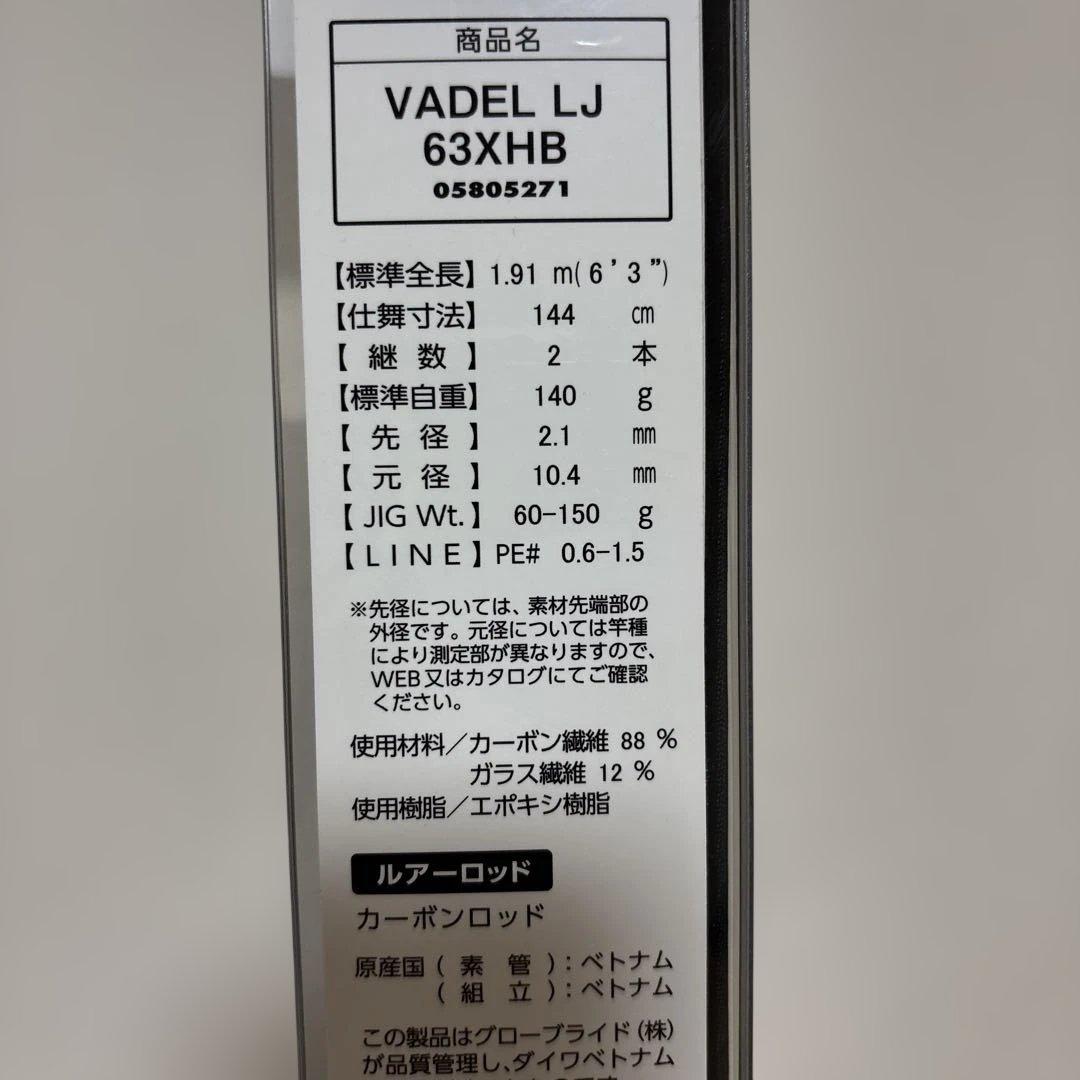 商品名
VADEL LJ
63XHB
05805271
【標準全長】1.91 m(6'3")
【仕舞寸法】 144 cm
【 継 数 】 2 本
【標準自重】 140 g
【 先 径 】 2.1 mm
【 元 径 】 10.4 mm
【 JIG Wt. 】 60-150 g
【 L I N E 】 PE# 0.6-1.5
※先径については、素材先端部の
外径です。元径については竿種
により測定部が異なりますので、
WEB又はカタログにてご確認
ください。
使用材料/カーボン繊維 88 %
ガラス繊維 12 %
使用樹脂/エポキシ樹脂
ルアーロッド
カーボンロッド
原産国 ( 素 管 ) : ベトナム
( 組 立 ) : ベトナム
この製品はグローブライド(株)
が品質管理し、ダイワベトナム